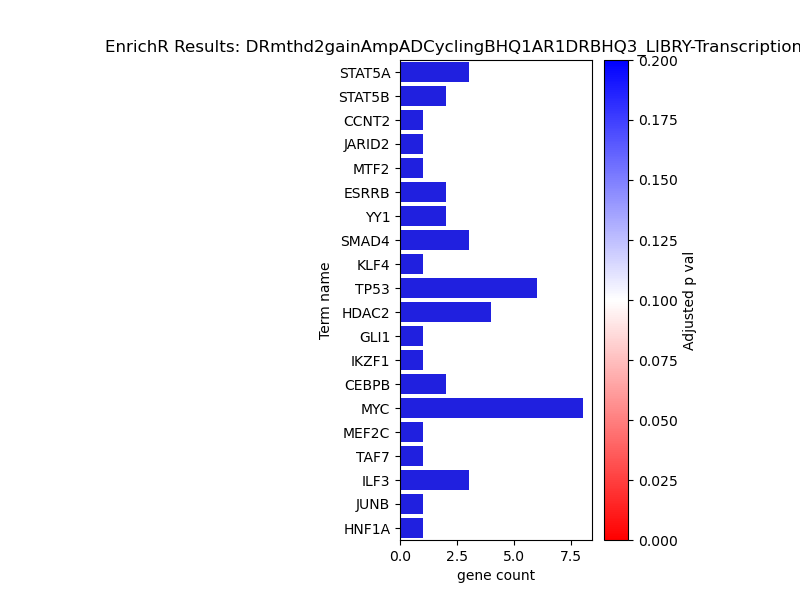 EnrichR Results: DRmthd2gainAmpADCyclingBHQ1AR1DRBHQ3_LIBRY-Transcription
STAT5A
STAT5B
CCNT2
JARID2
MTF2
ESRRB
YY1
SMAD4
KLF4
TP53
HDAC2
GLI1
IKZF1
CEBPB
MYC
MEF2C
TAF7
ILF3
JUNB
HNF1A
Term name
0.0 2.5 5.0 7.5
gene count
0.200
0.175
0.150
0.125
0.100
0.075
0.050
0.025
0.000
Adjusted p val